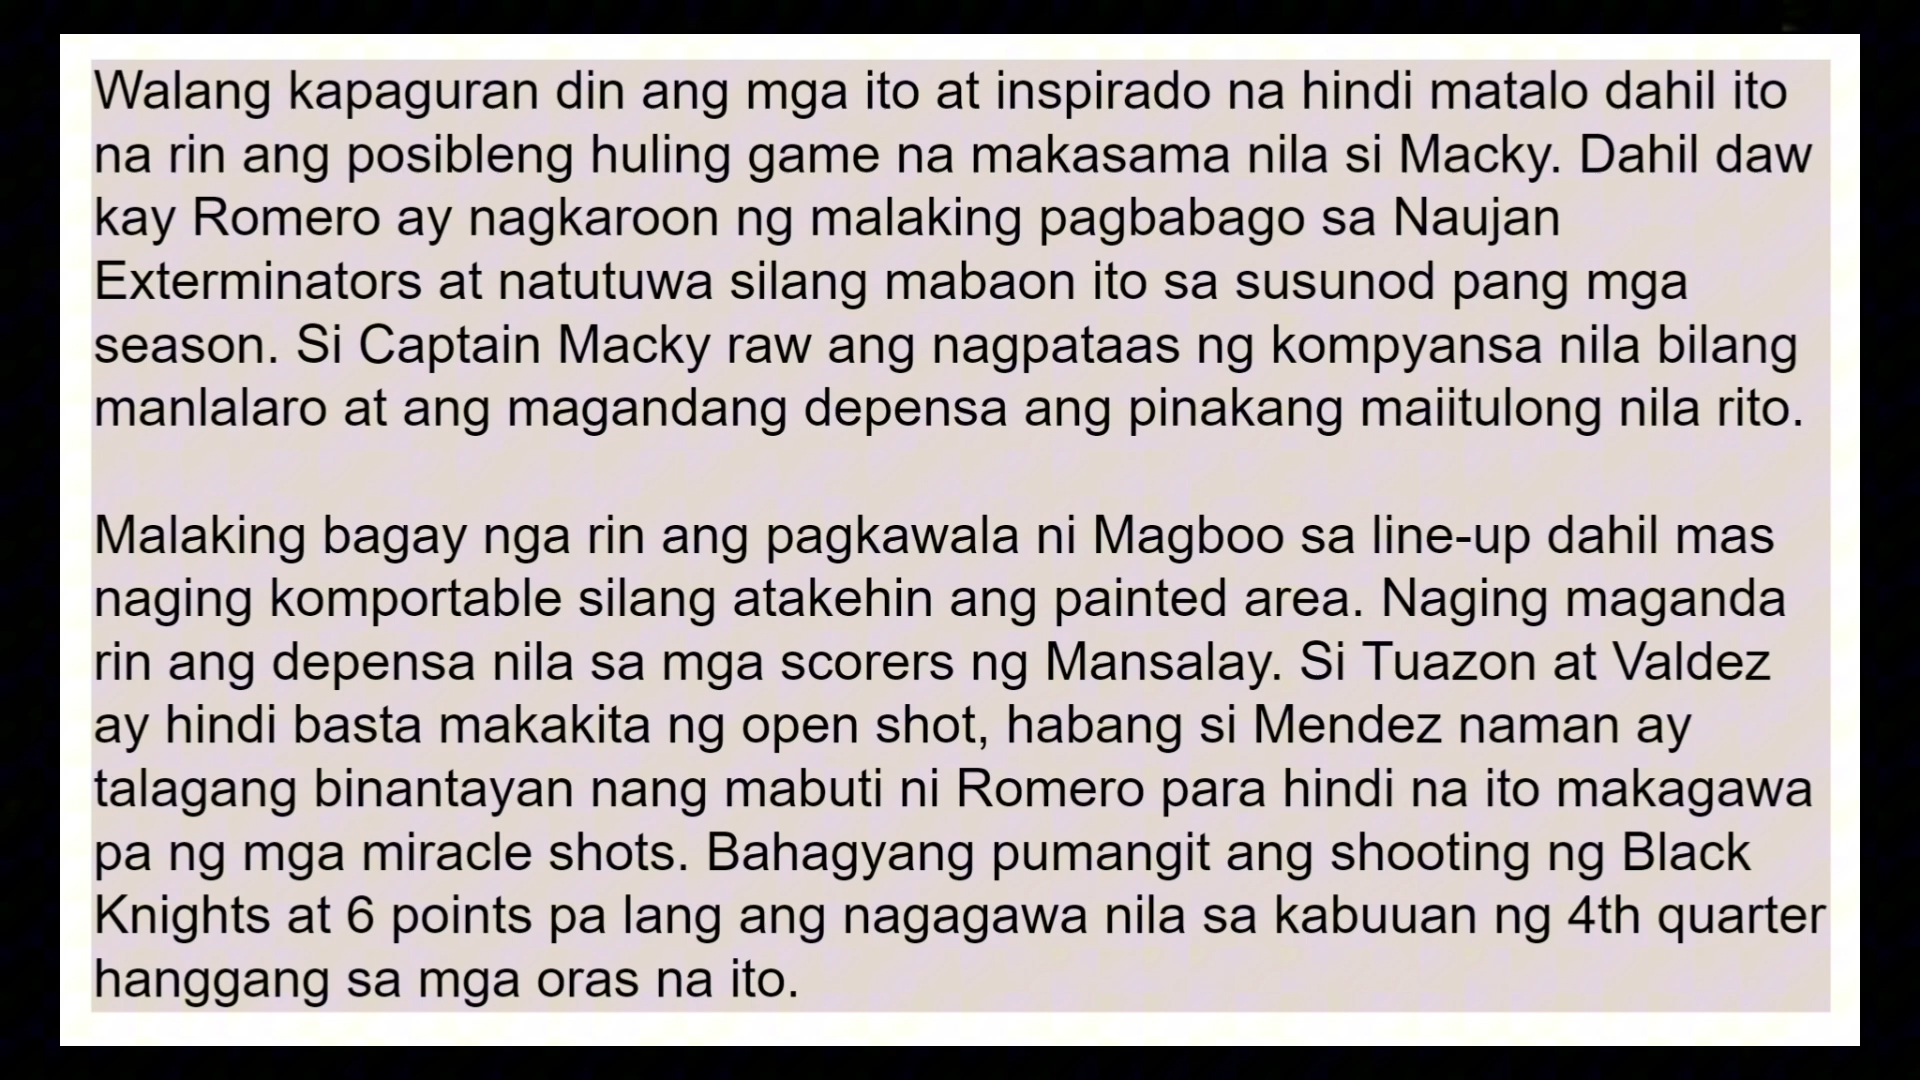 Walang kapaguran din ang mga ito at inspirado na hindi matalo dahil ito
na rin ang posibleng huling game na makasama nila si Macky. Dahil daw
kay Romero ay nagkaroon ng malaking pagbabago sa Naujan
Exterminators at natutuwa silang mabaon ito sa susunod pang mga
season. Si Captain Macky raw ang nagpataas ng kompyansa nila bilang
manlalaro at ang magandang depensa ang pinakang maiitulong nila rito.
Malaking bagay nga rin ang pagkawala ni Magboo sa line-up dahil mas
naging komportable silang atakehin ang painted area. Naging maganda
rin ang depensa nila sa mga scorers ng Mansalay. Si Tuazon at Valdez
ay hindi basta makakita ng open shot, habang si Mendez naman ay
talagang binantayan nang mabuti ni Romero para hindi na ito makagawa
pa ng mga miracle shots. Bahagyang pumangit ang shooting ng Black
Knights at 6 points pa lang ang nagagawa nila sa kabuuan ng 4th quarter
hanggang sa mga oras na ito.